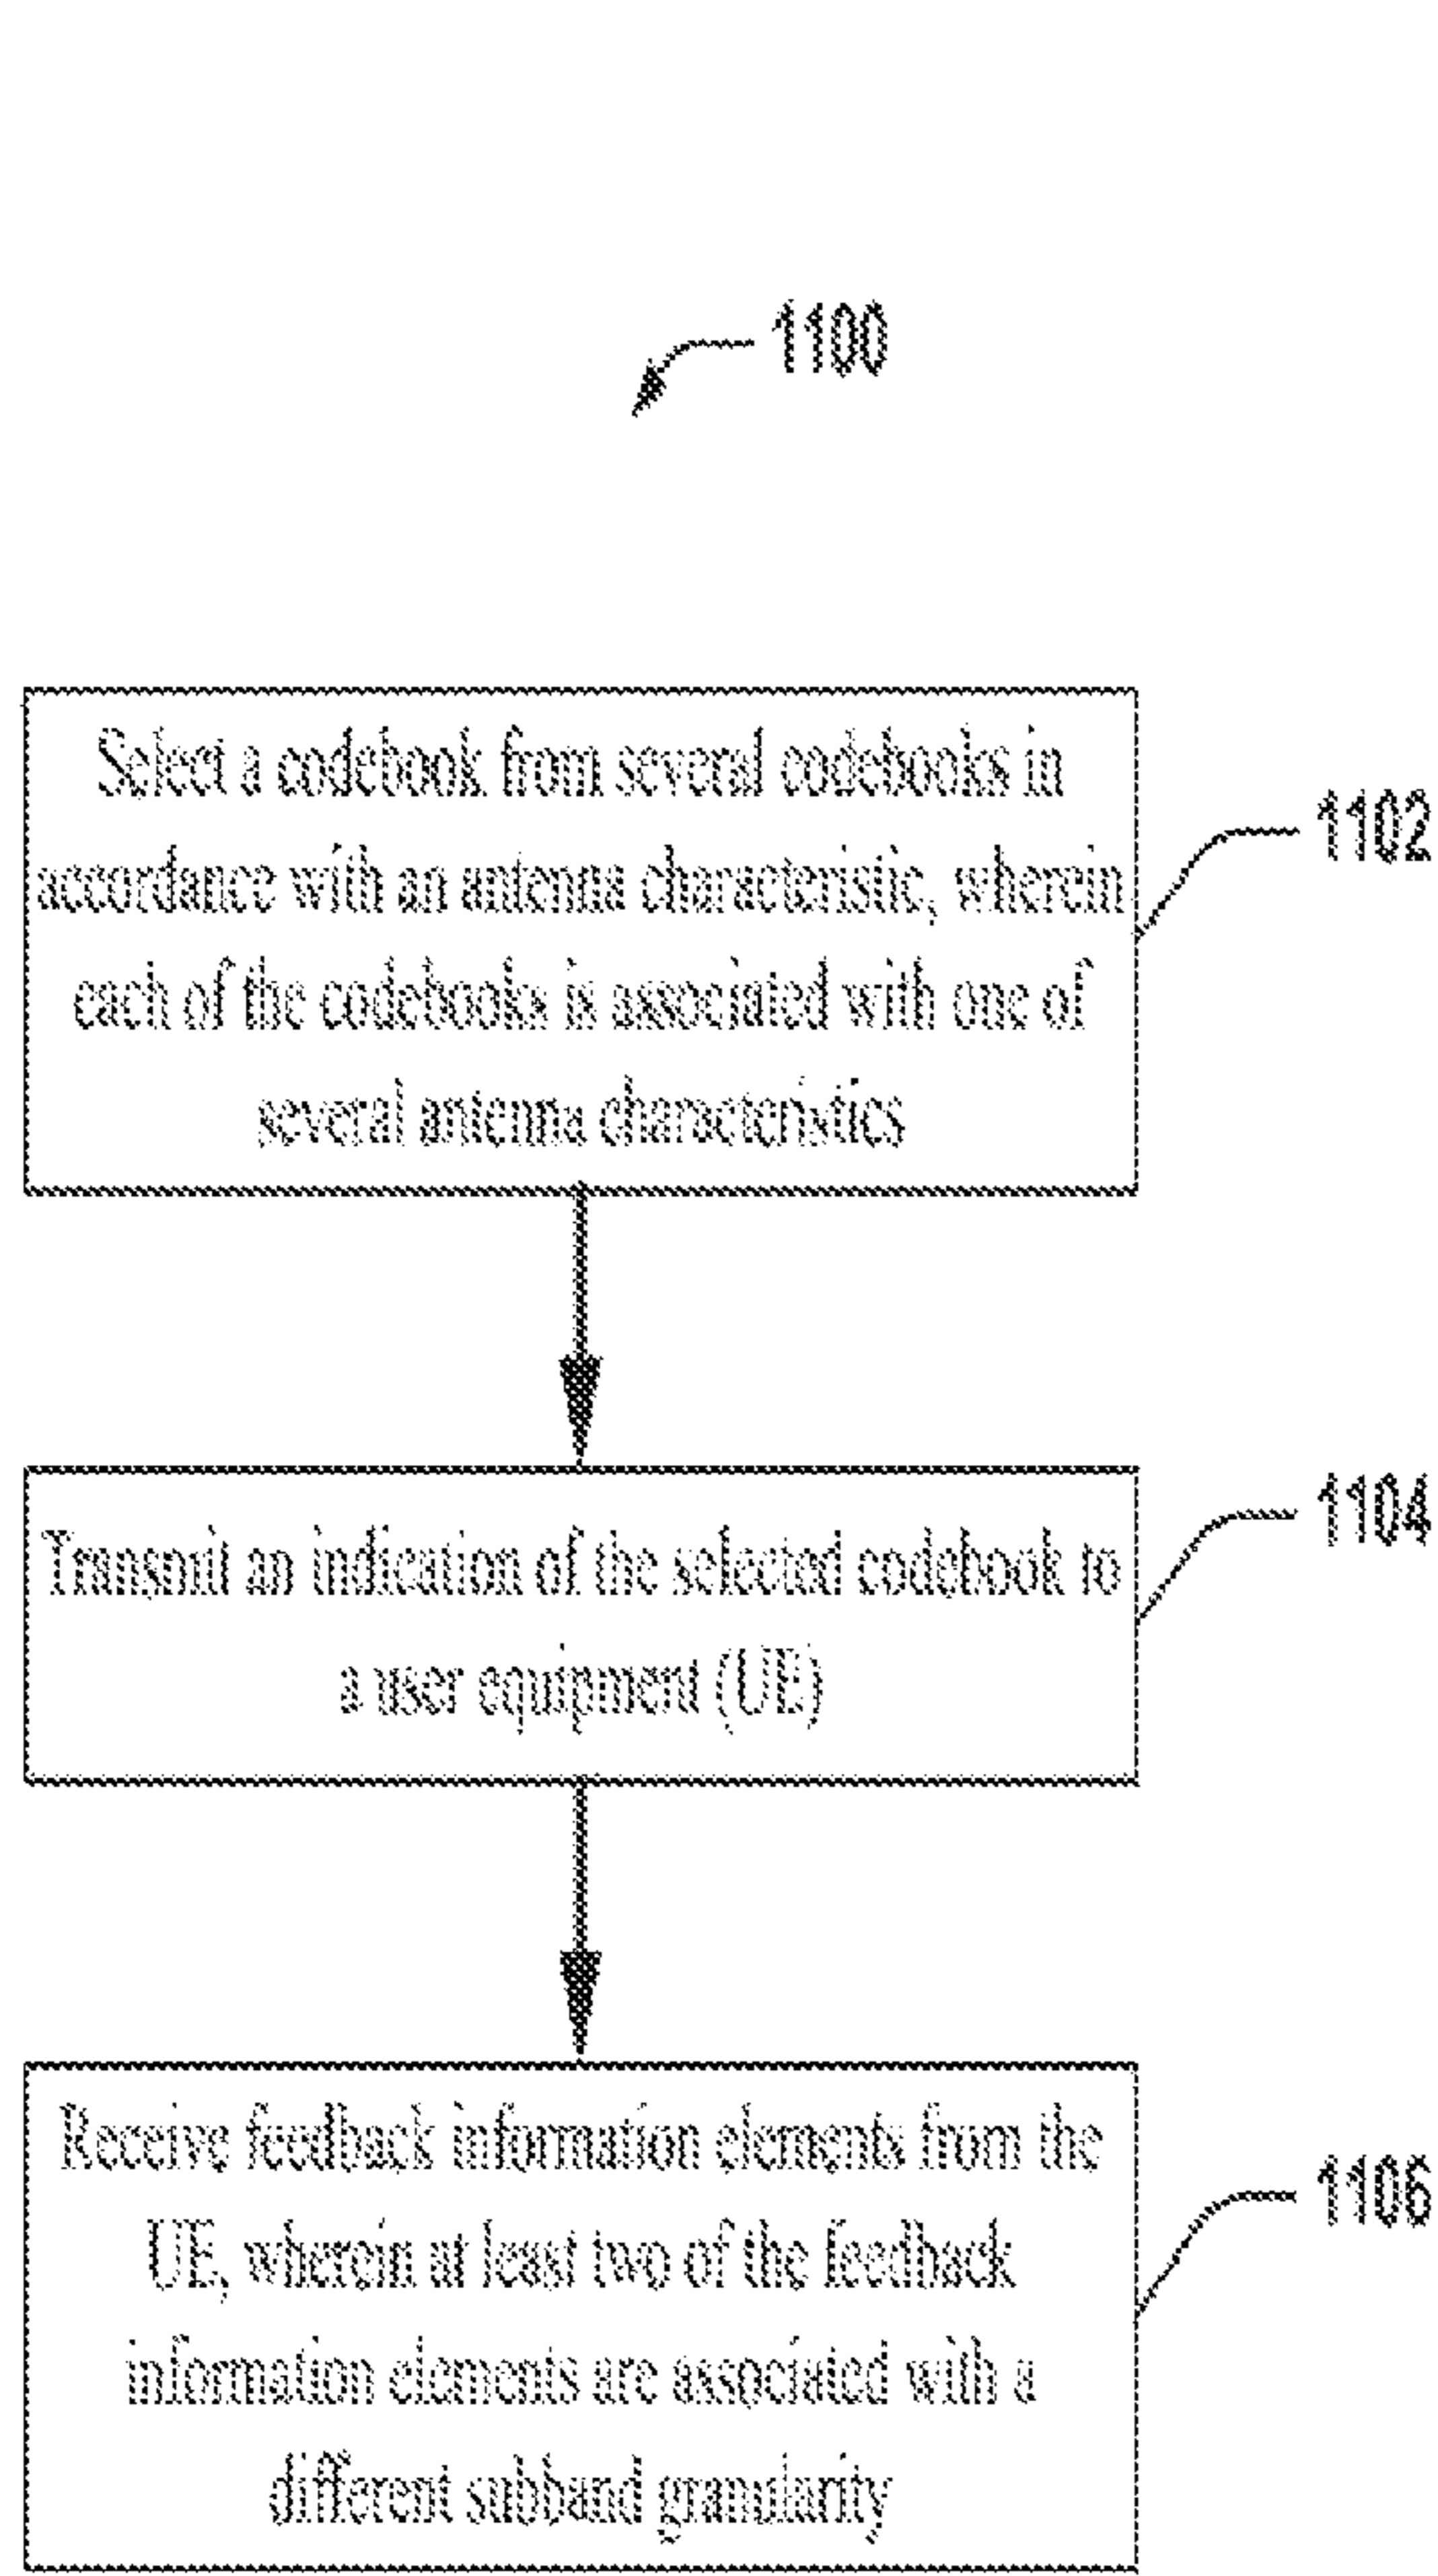 1100
Select a codebook from several codebooks in
accordance with an antenna characteristic, wherein
each of the codebooks is associated with one of
several antenna characteristics
1102
Transmit an indication of the selected codebook to
a user equipment (UE)
1104
Receive feedback information elements from the
UE, wherein at least two of the feedback
information elements are associated with a
different subband granularity
1106